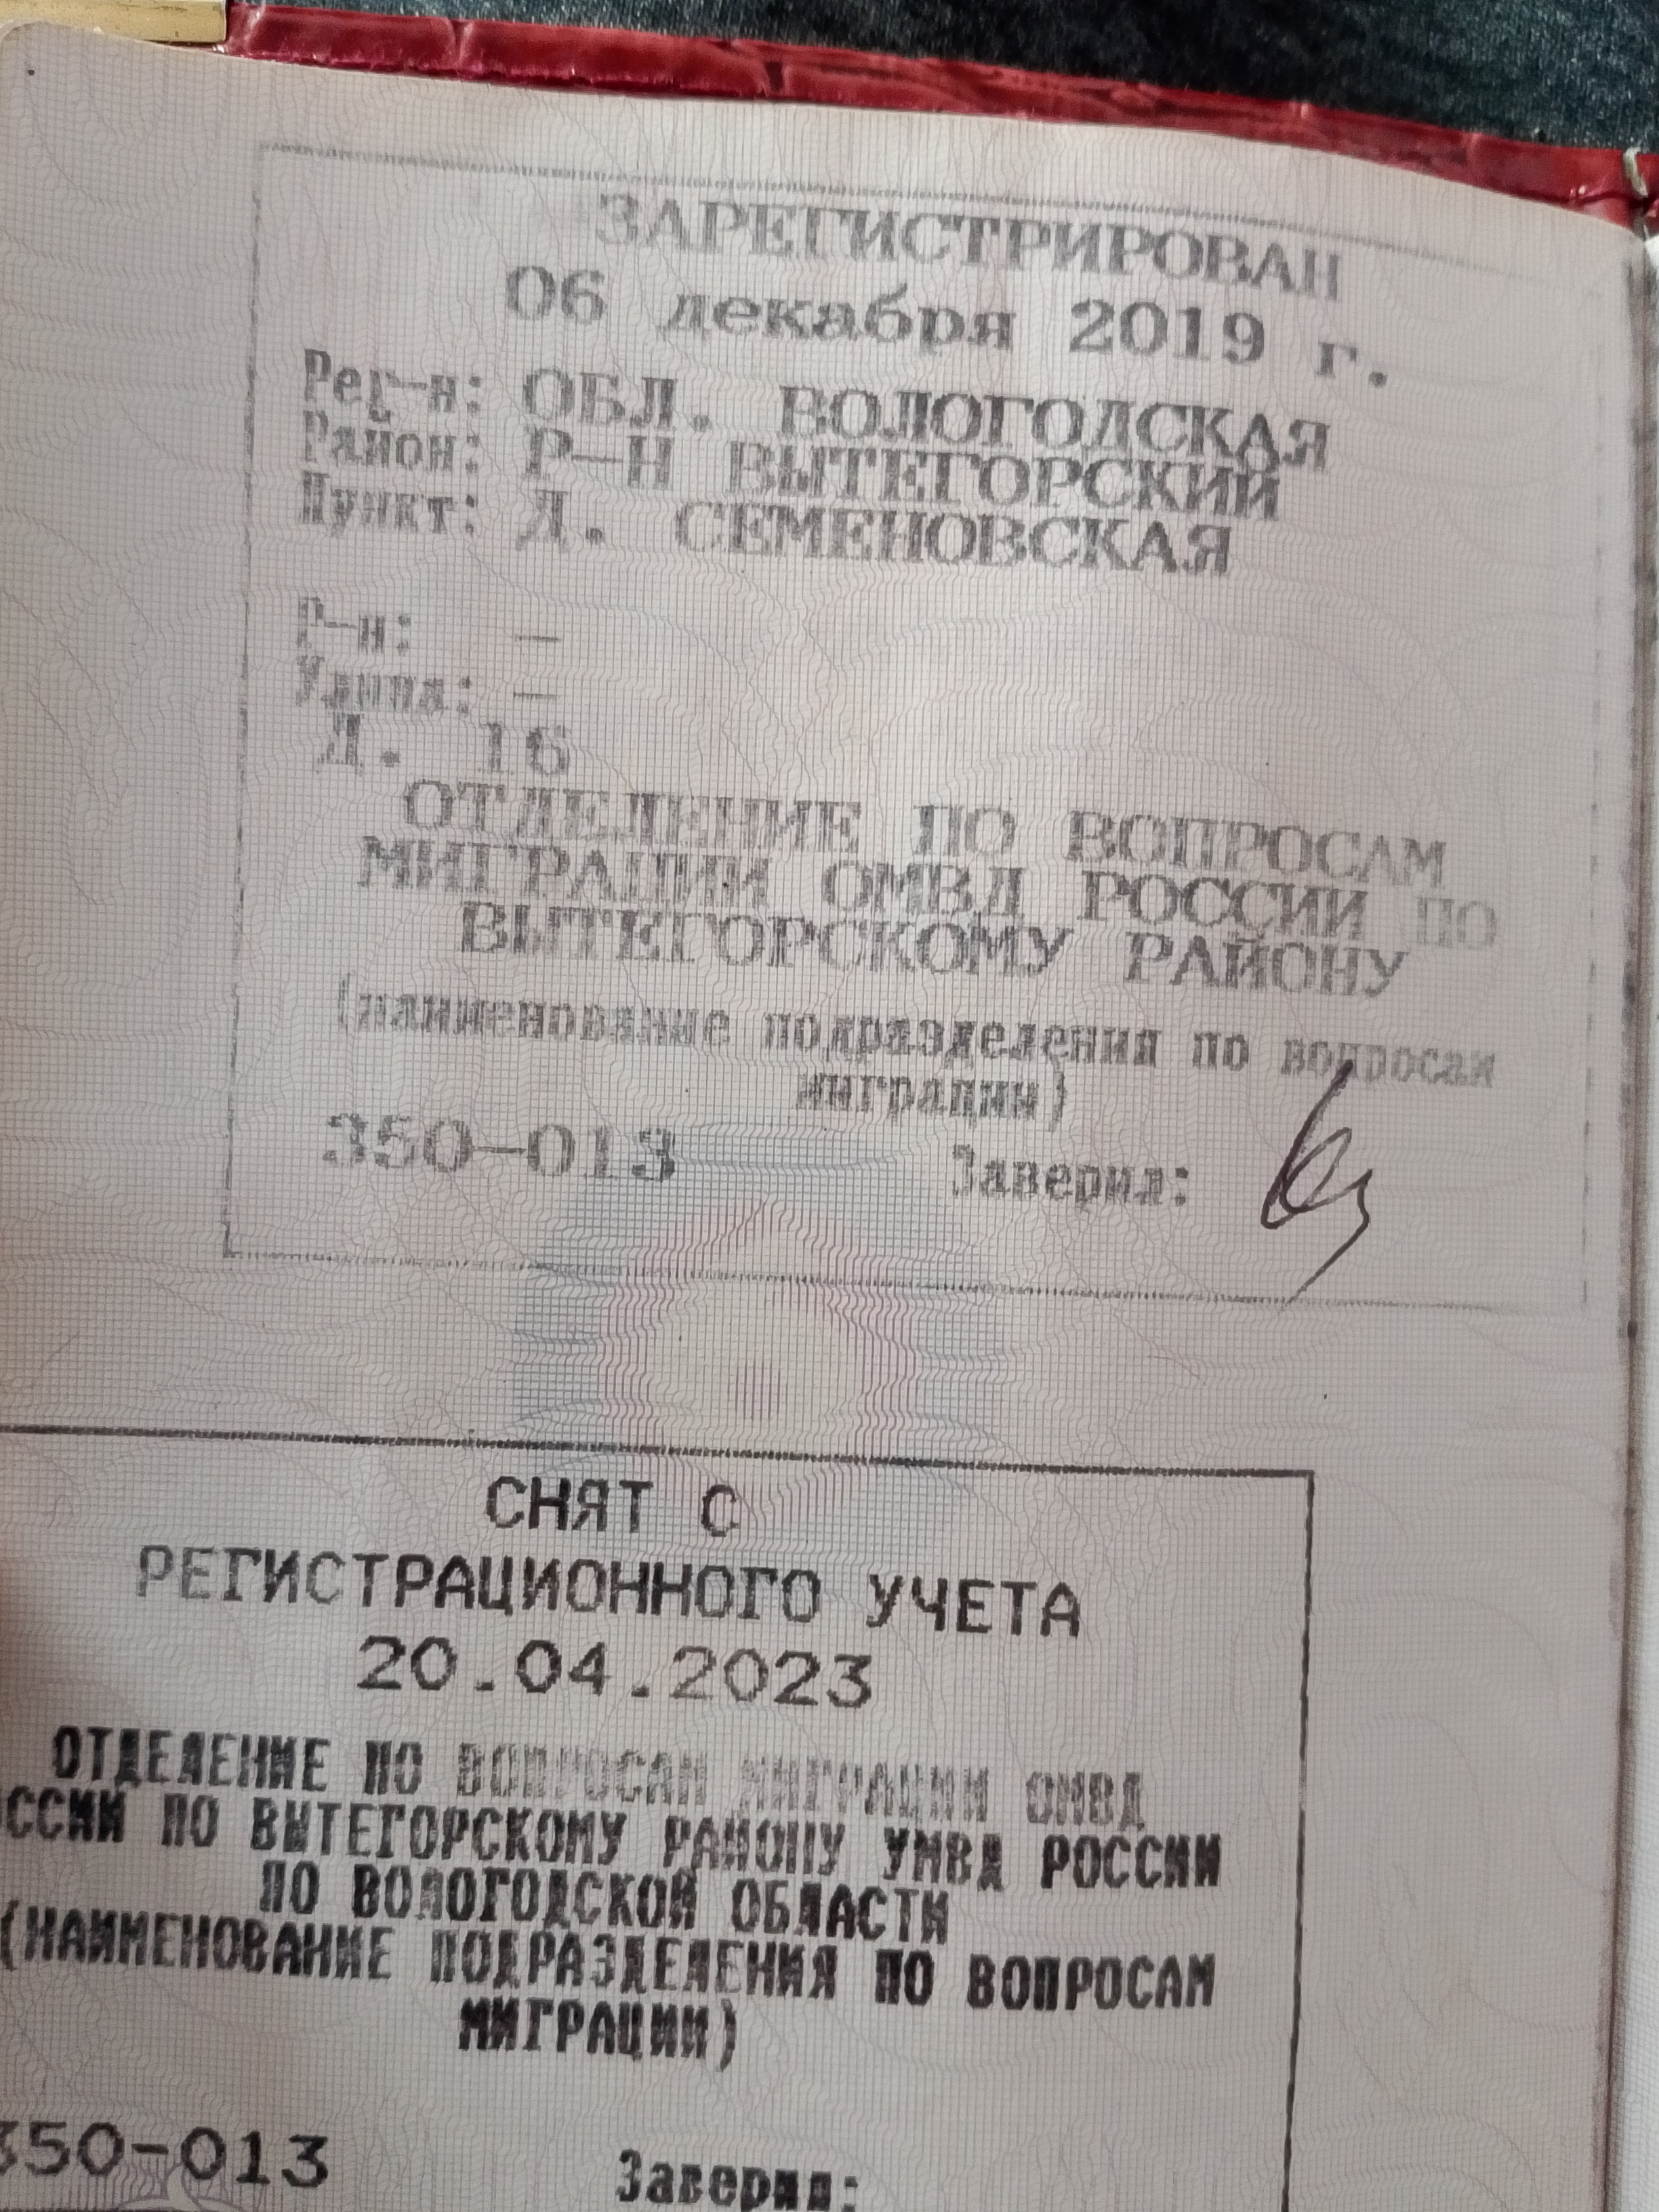 ЗАРЕГИСТРИРОВАН
06 декабря 2019 г.
Рег-н: ОБЛ. ВОЛОГОДСКАЯ
Район: Р-Н ВЫТЕГОРСКИЙ
Пункт: Д. СЕМЕНОВСКАЯ
Р-н: —
Улица: —
Д. 16
ОТДЕЛЕНИЕ ПО ВОПРОСАМ
МИГРАЦИИ ОМВД РОССИИ ПО
ВЫТЕГОРСКОМУ РАЙОНУ
(наименование подразделения по вопросам
миграции)
350-013 Заверил:
СНЯТ С
РЕГИСТРАЦИОННОГО УЧЕТА
20.04.2023
ОТДЕЛЕНИЕ ПО ВОПРОСАМ МИГРАЦИИ ОМВД
ССИИ ПО ВЫТЕГОРСКОМУ РАЙОНУ УМВД РОССИИ
ПО ВОЛОГОДСКОЙ ОБЛАСТИ
(НАИМЕНОВАНИЕ ПОДРАЗДЕЛЕНИЯ ПО ВОПРОСАМ
МИГРАЦИИ)
350-013 Заверил: